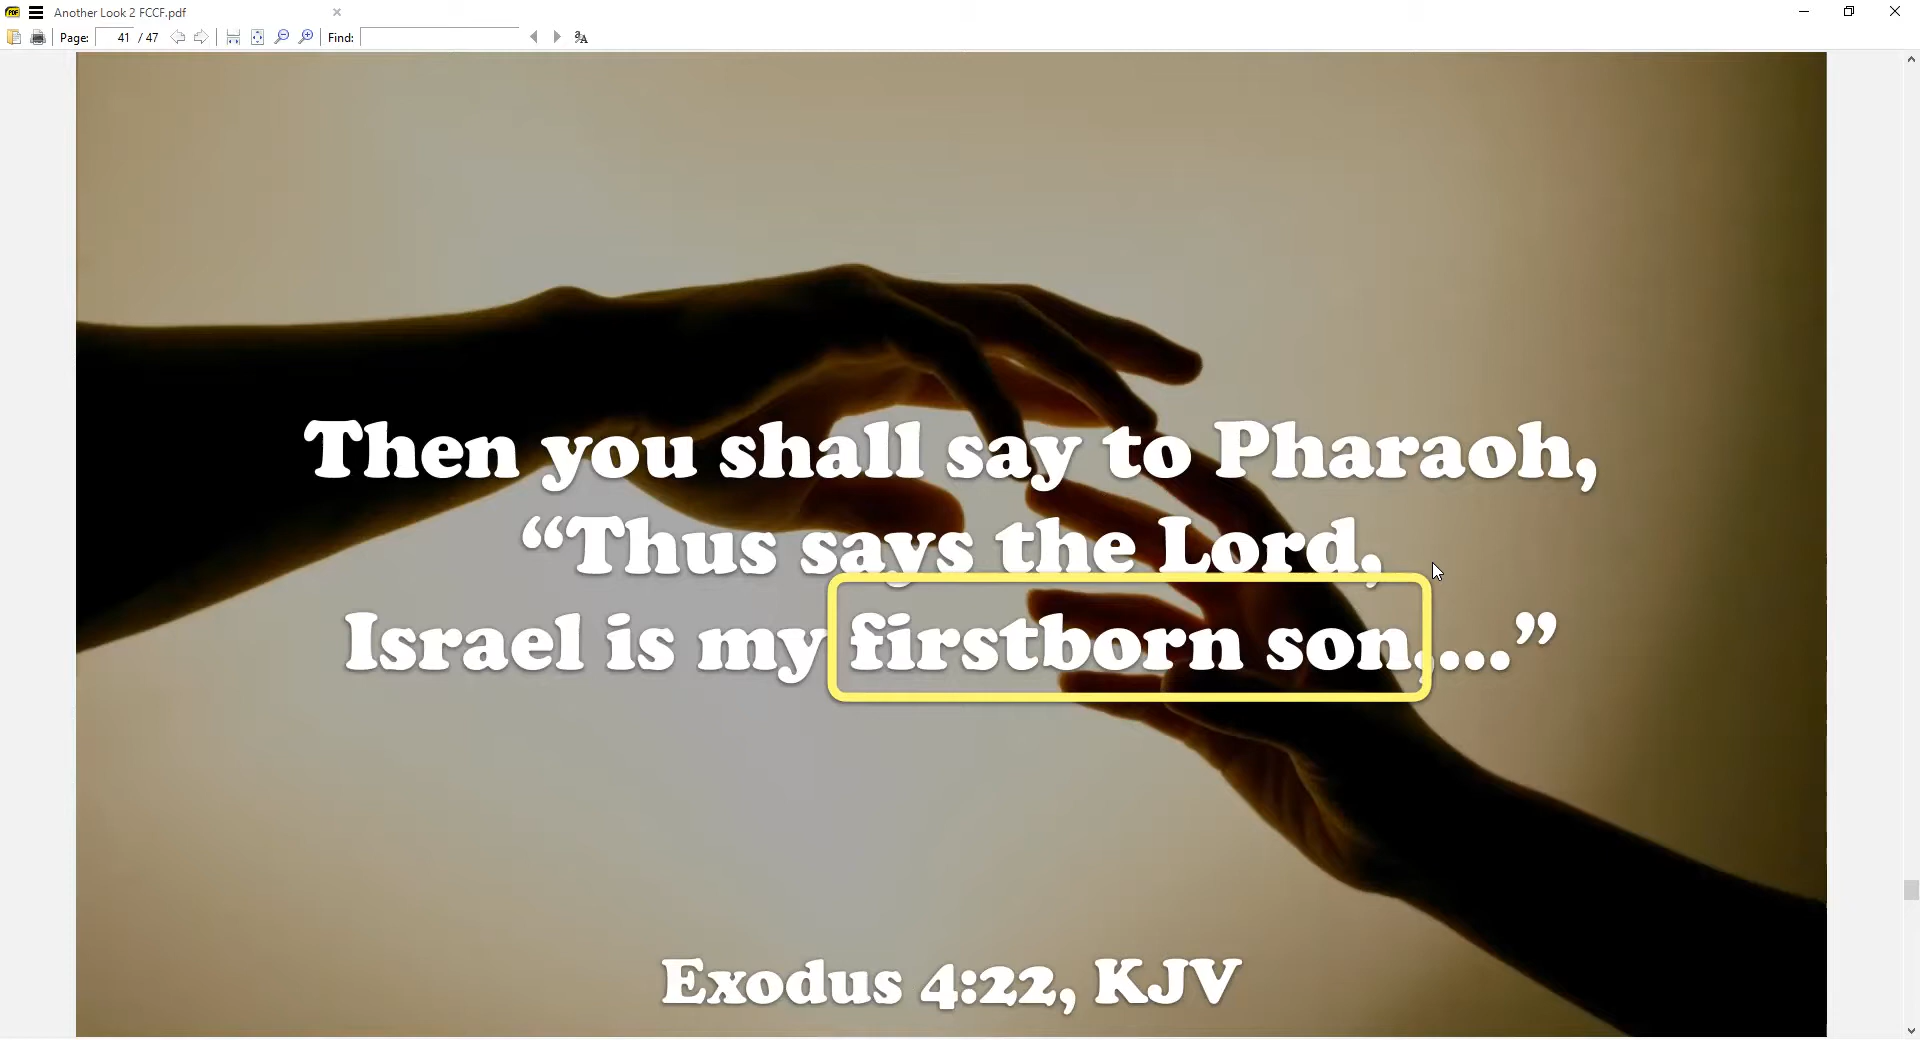 Another Look 2 FCCF.pdf
Page: 41 / 47 Find:
Then you shall say to Pharaoh,
“Thus says the Lord,
Israel is my firstborn son,...”
Exodus 4:22, KJV